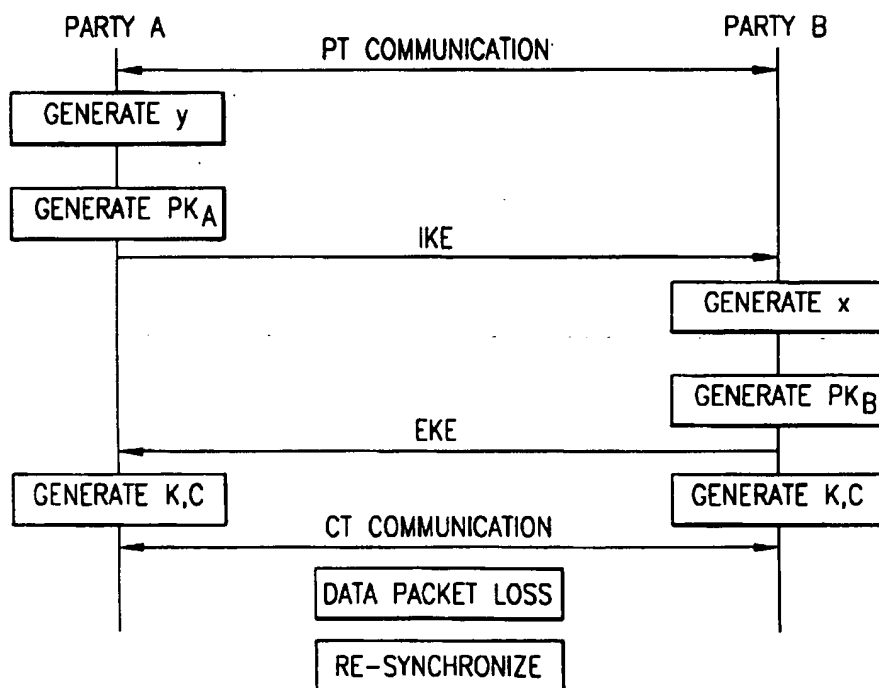 PARTY A
PARTY B
PT COMMUNICATION
GENERATE y
GENERATE PKA
IKE
GENERATE x
GENERATE PKB
EKE
GENERATE K,C
GENERATE K,C
CT COMMUNICATION
DATA PACKET LOSS
RE-SYNCHRONIZE